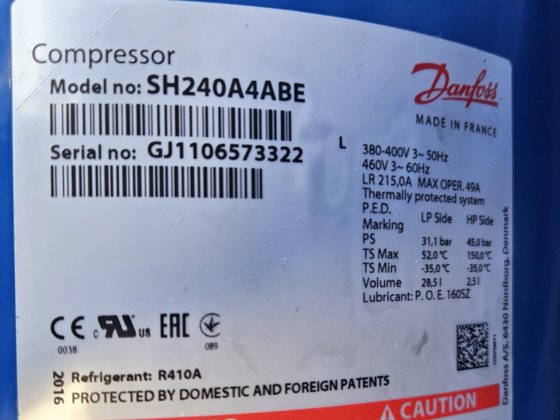 Compressor
Model no: SH240A4ABE
Serial no: GJ1106573322
Danfoss
MADE IN FRANCE
L
380-400V 3~ 50Hz
460V 3~ 60Hz
LR 215,0A MAX OPER. 49A
Thermally protected system
P.E.D.
Marking LP Side HP Side
PS 31,1 bar 45,0 bar
TS Max 52,0 °C 150,0 °C
TS Min -35,0 °C -35,0 °C
Volume 28,5 l 2,5 l
Lubricant: P. O. E. 160SZ
CE c RU us EAC
0038 089
2016
Refrigerant: R410A
PROTECTED BY DOMESTIC AND FOREIGN PATENTS
Danfoss A/S, 6430 Nordborg, Denmark
CAUTION